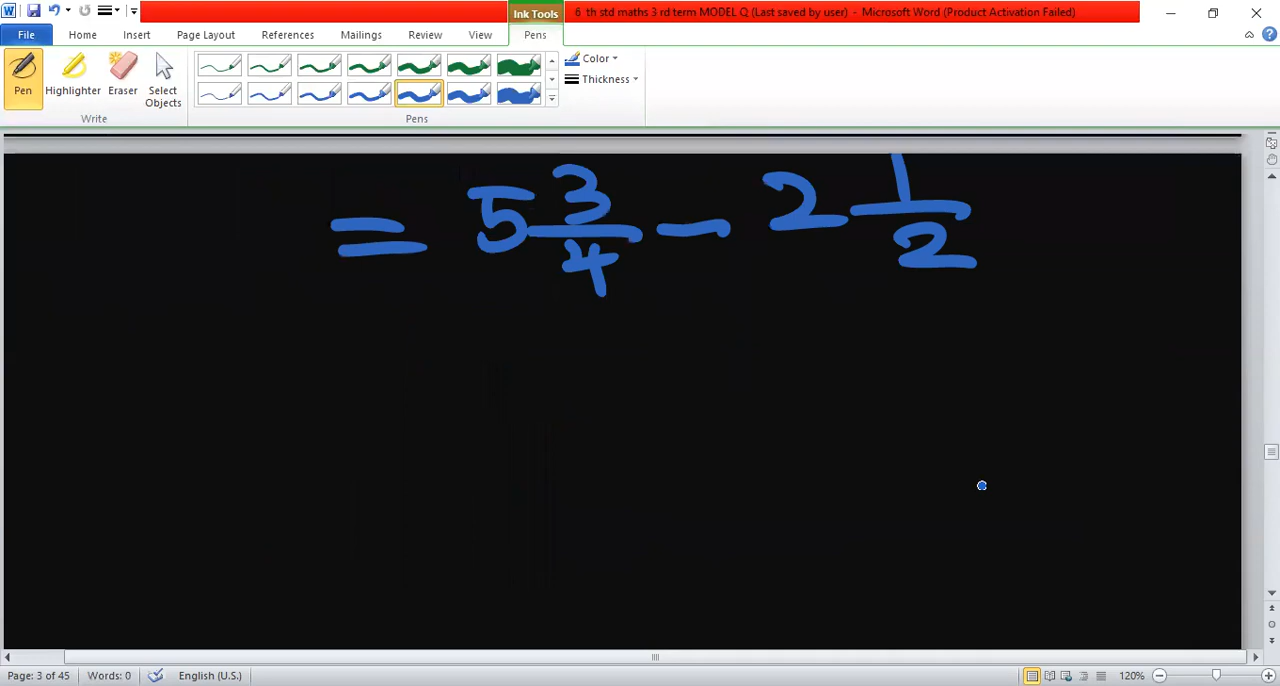 Ink Tools
6 th std maths 3 rd term MODEL Q (Last saved by user) - Microsoft Word (Product Activation Failed)
File Home Insert Page Layout References Mailings Review View Pens
Pen Highlighter Eraser Select Objects
Color
Thickness
Write Pens
= 5 3/4 - 2 1/2
Page: 3 of 45 Words: 0 English (U.S.) 120%